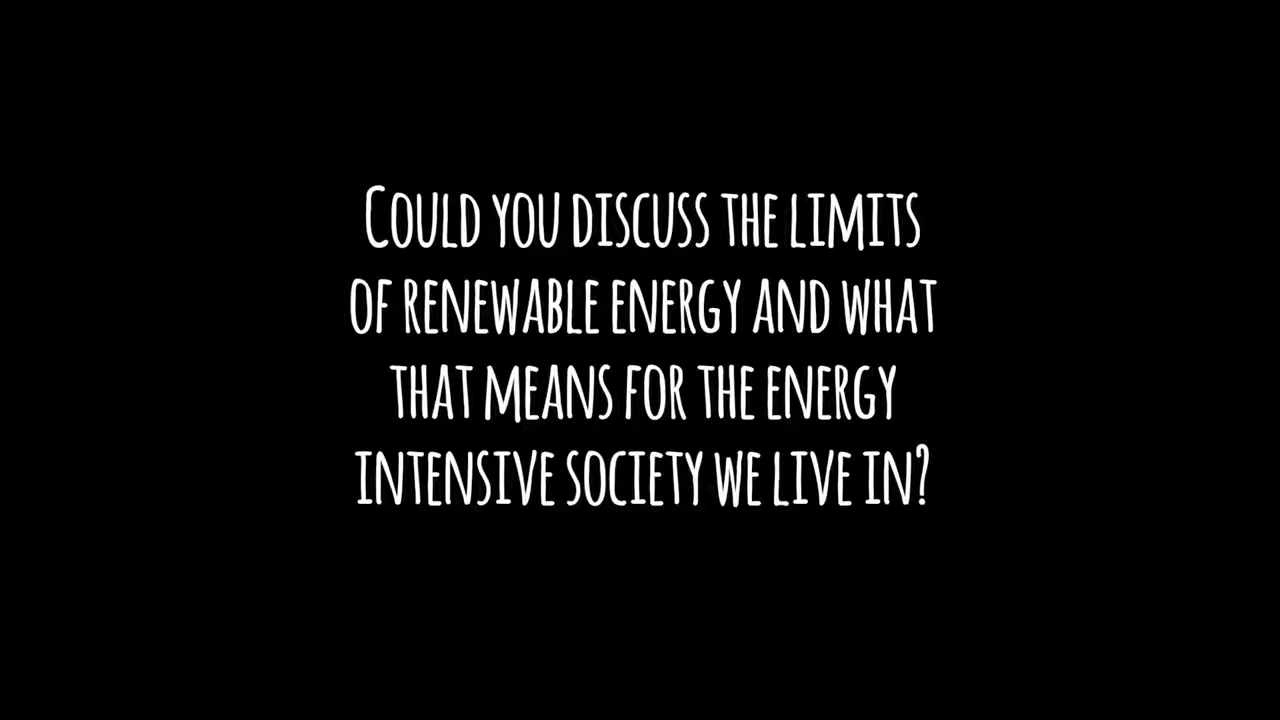 Could you discuss the limits
of renewable energy and what
that means for the energy
intensive society we live in?